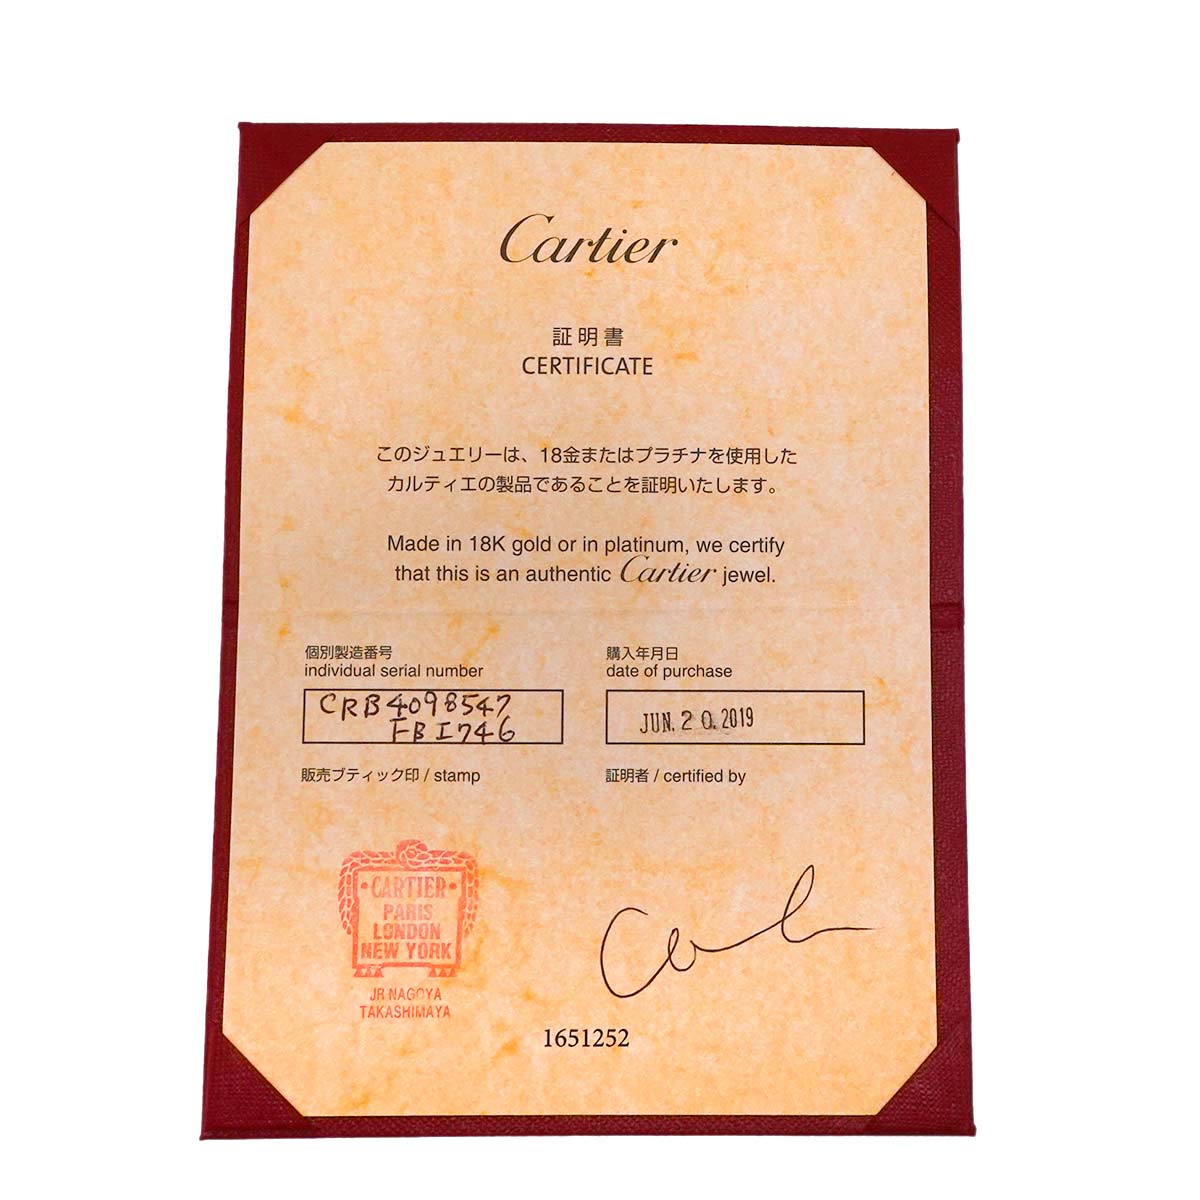 Cartier
証明書
CERTIFICATE
このジュエリーは、18金またはプラチナを使用した
カルティエの製品であることを証明いたします。
Made in 18K gold or in platinum, we certify
that this is an authentic Cartier jewel.
個別製造番号
individual serial number
CRB4098547
FBI746
購入年月日
date of purchase
JUN. 20. 2019
販売ブティック印 / stamp
証明者 / certified by
CARTIER
PARIS
LONDON
NEW YORK
JR NAGOYA
TAKASHIMAYA
1651252